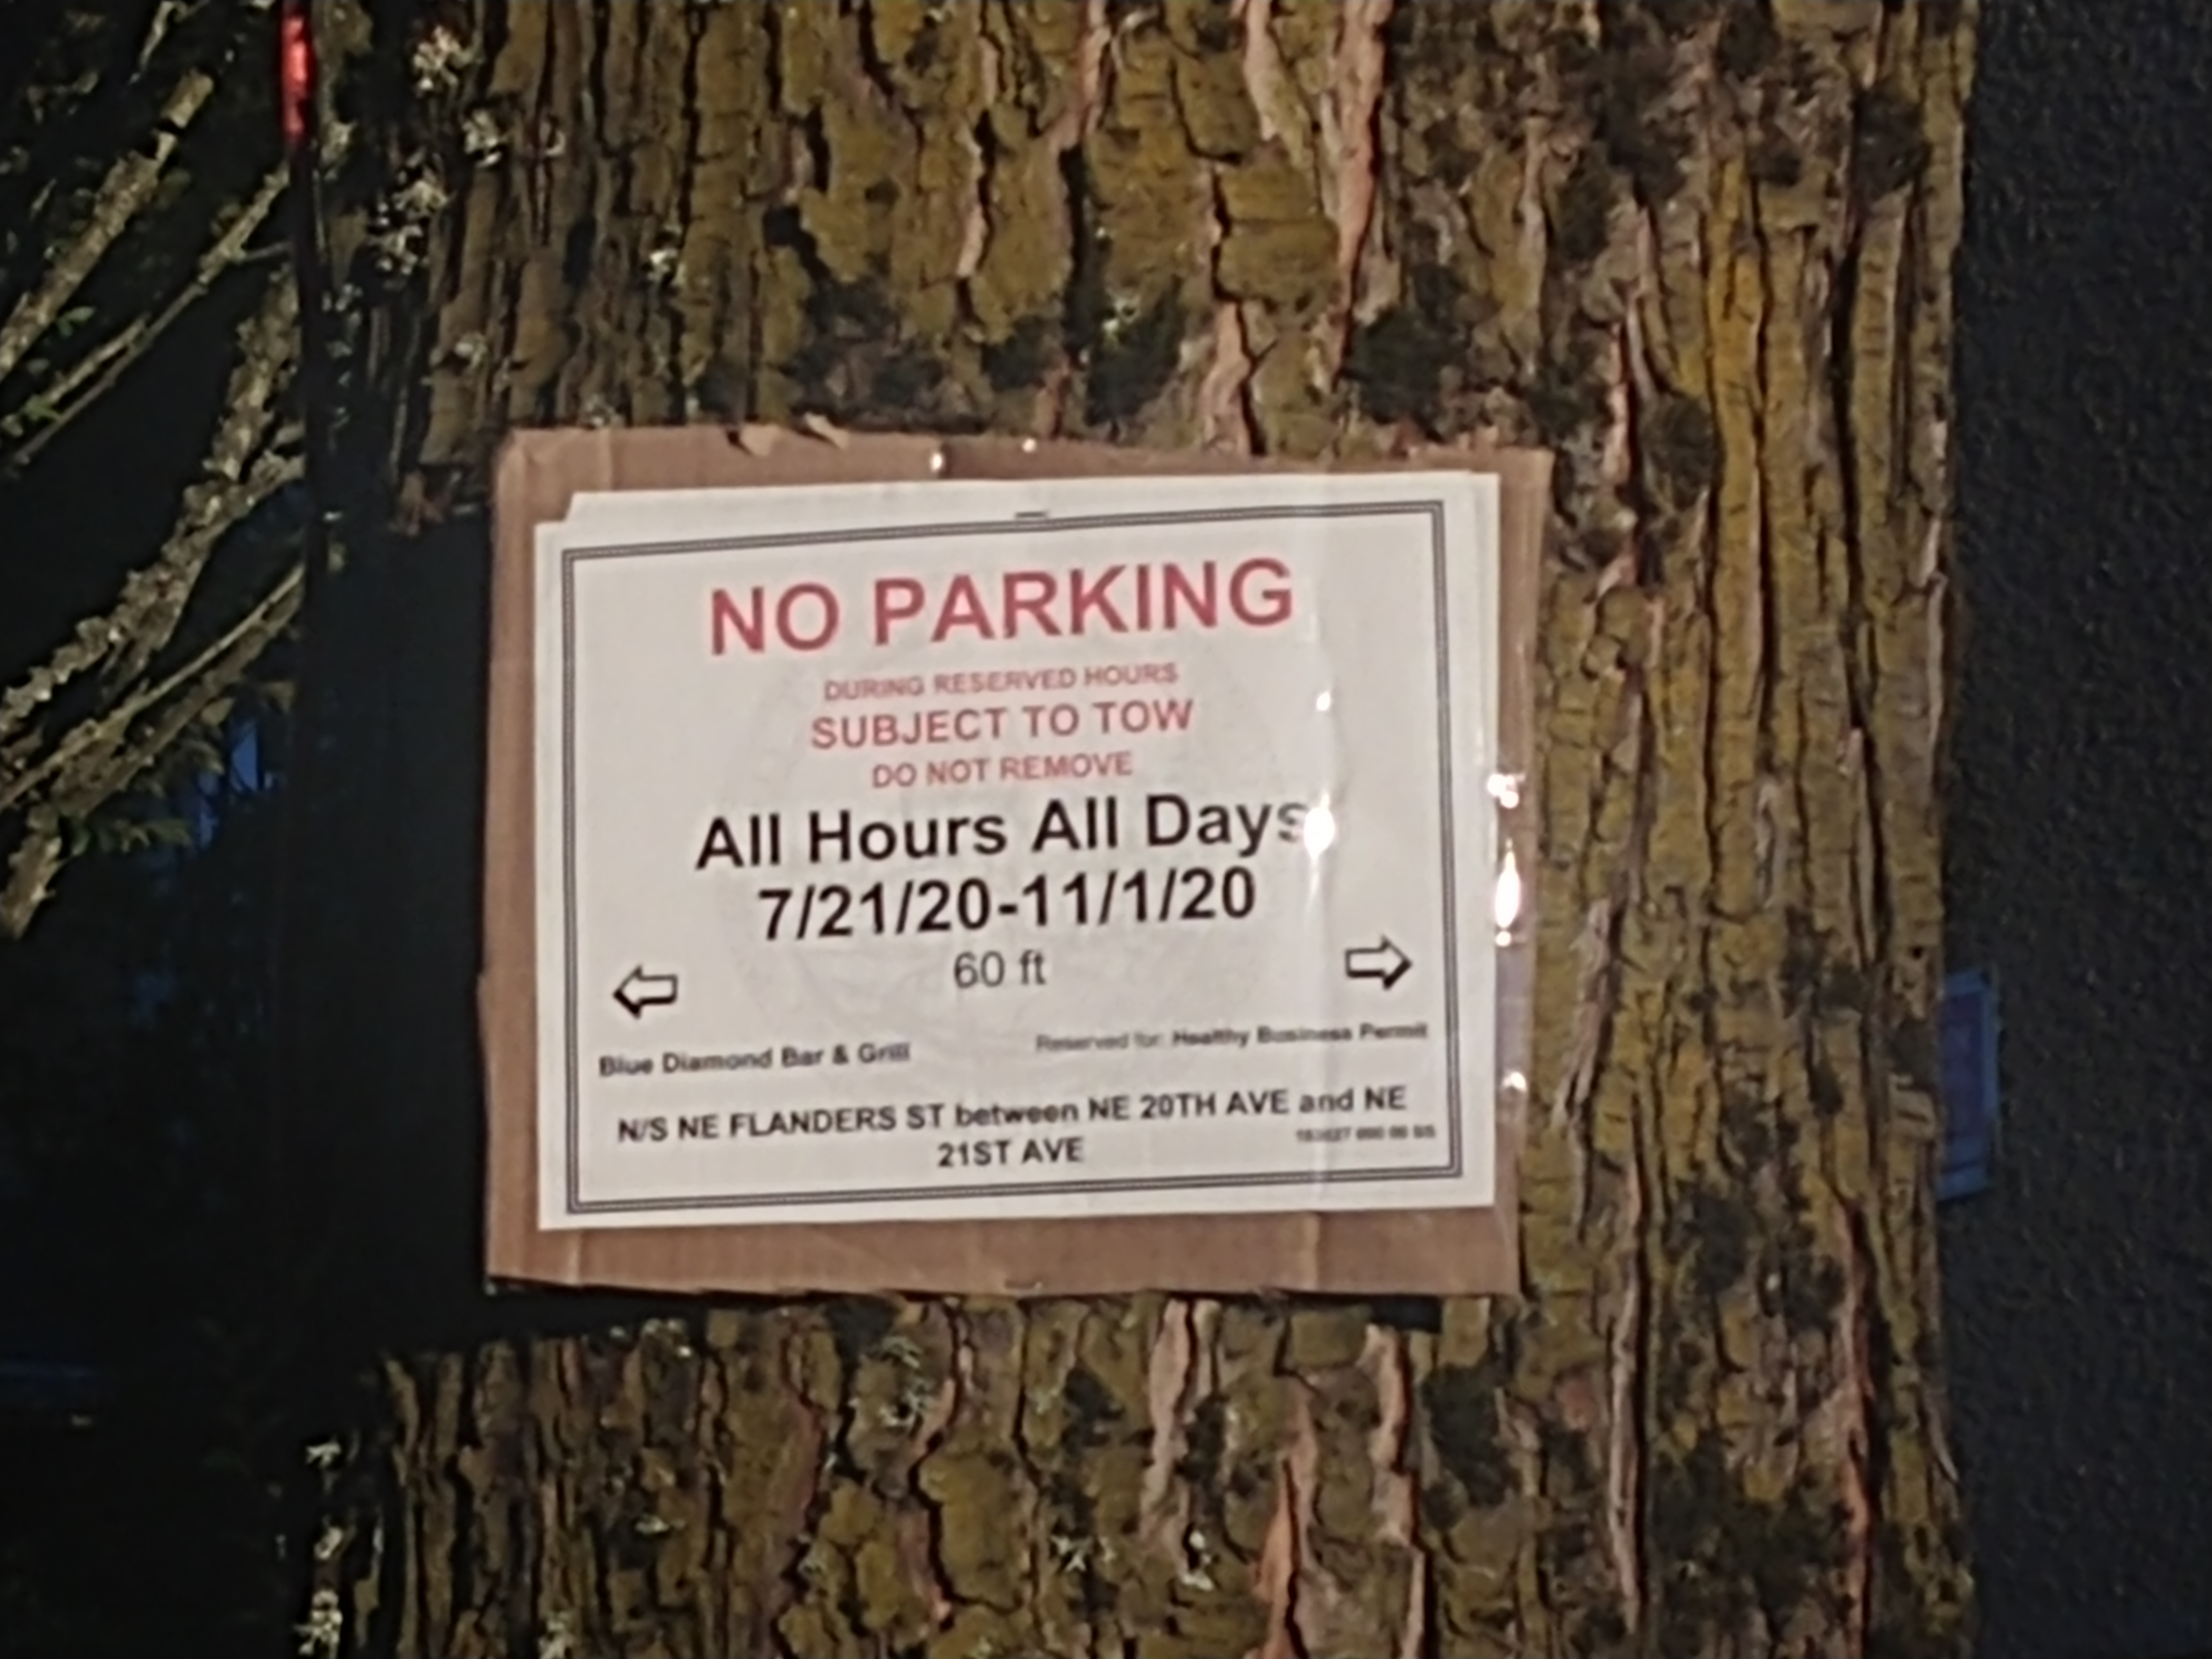 NO PARKING
DURING RESERVED HOURS
SUBJECT TO TOW
DO NOT REMOVE
All Hours All Days
7/21/20-11/1/20
60 ft
Blue Diamond Bar & Grill
Reserved for: Healthy Business Permit
N/S NE FLANDERS ST between NE 20TH AVE and NE
21ST AVE